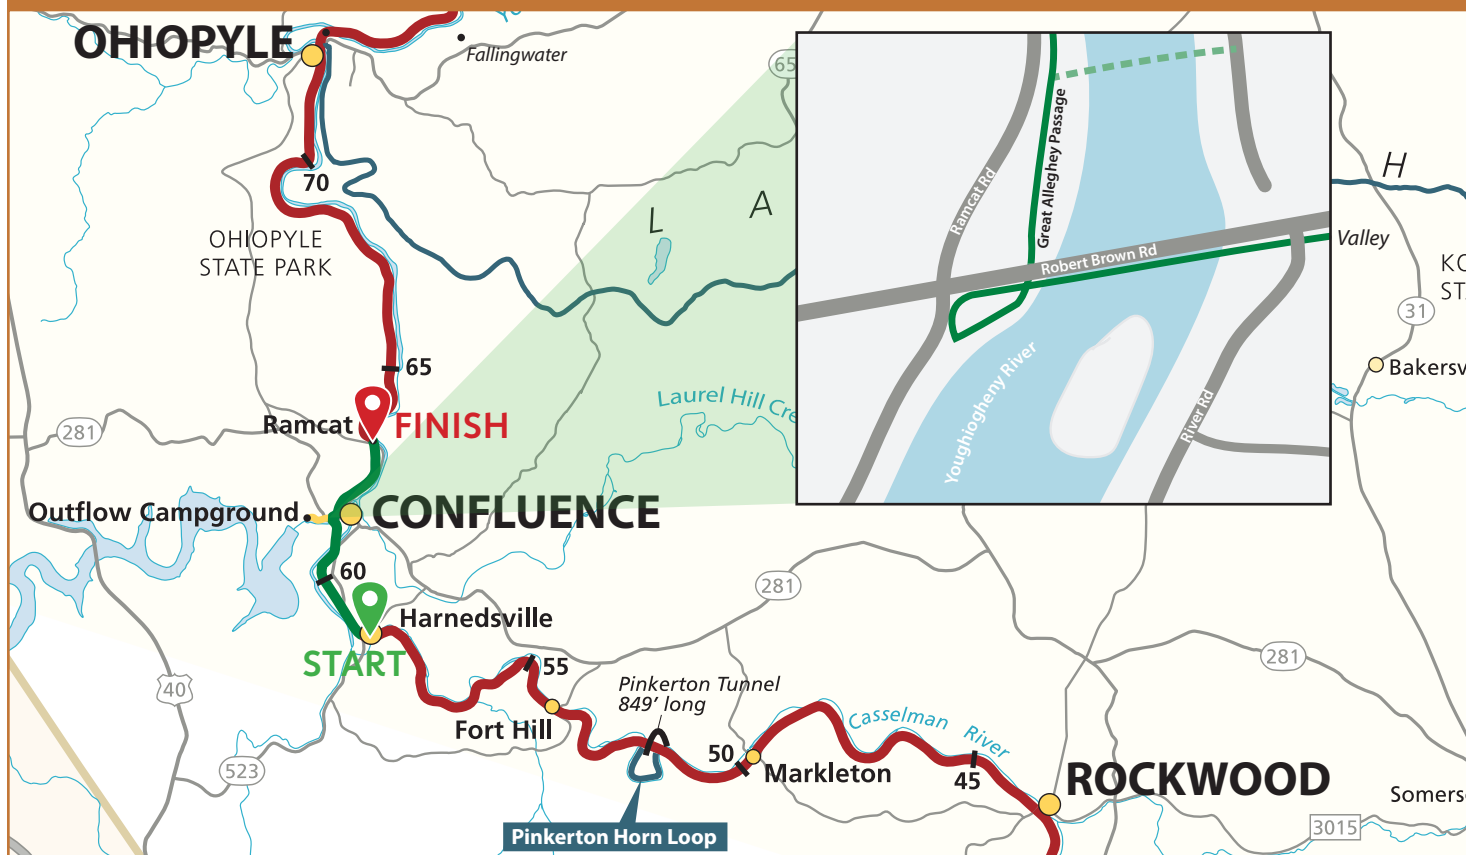 OHIOPYLE
Fallingwater
70
OHIOPYLE
STATE PARK
65
L
A
H
Ramcat Rd
Great Alleghey Passage
Robert Brown Rd
Youghiogheny River
River Rd
Valley
31
Bakersv
65
Ramcat
FINISH
281
Laurel Hill Cre
Outflow Campground
CONFLUENCE
60
Harnedsville
START
281
281
40
55
Fort Hill
Pinkerton Tunnel
849' long
50
Markleton
Casselman River
45
ROCKWOOD
523
Pinkerton Horn Loop
Somers
3015
KO
ST